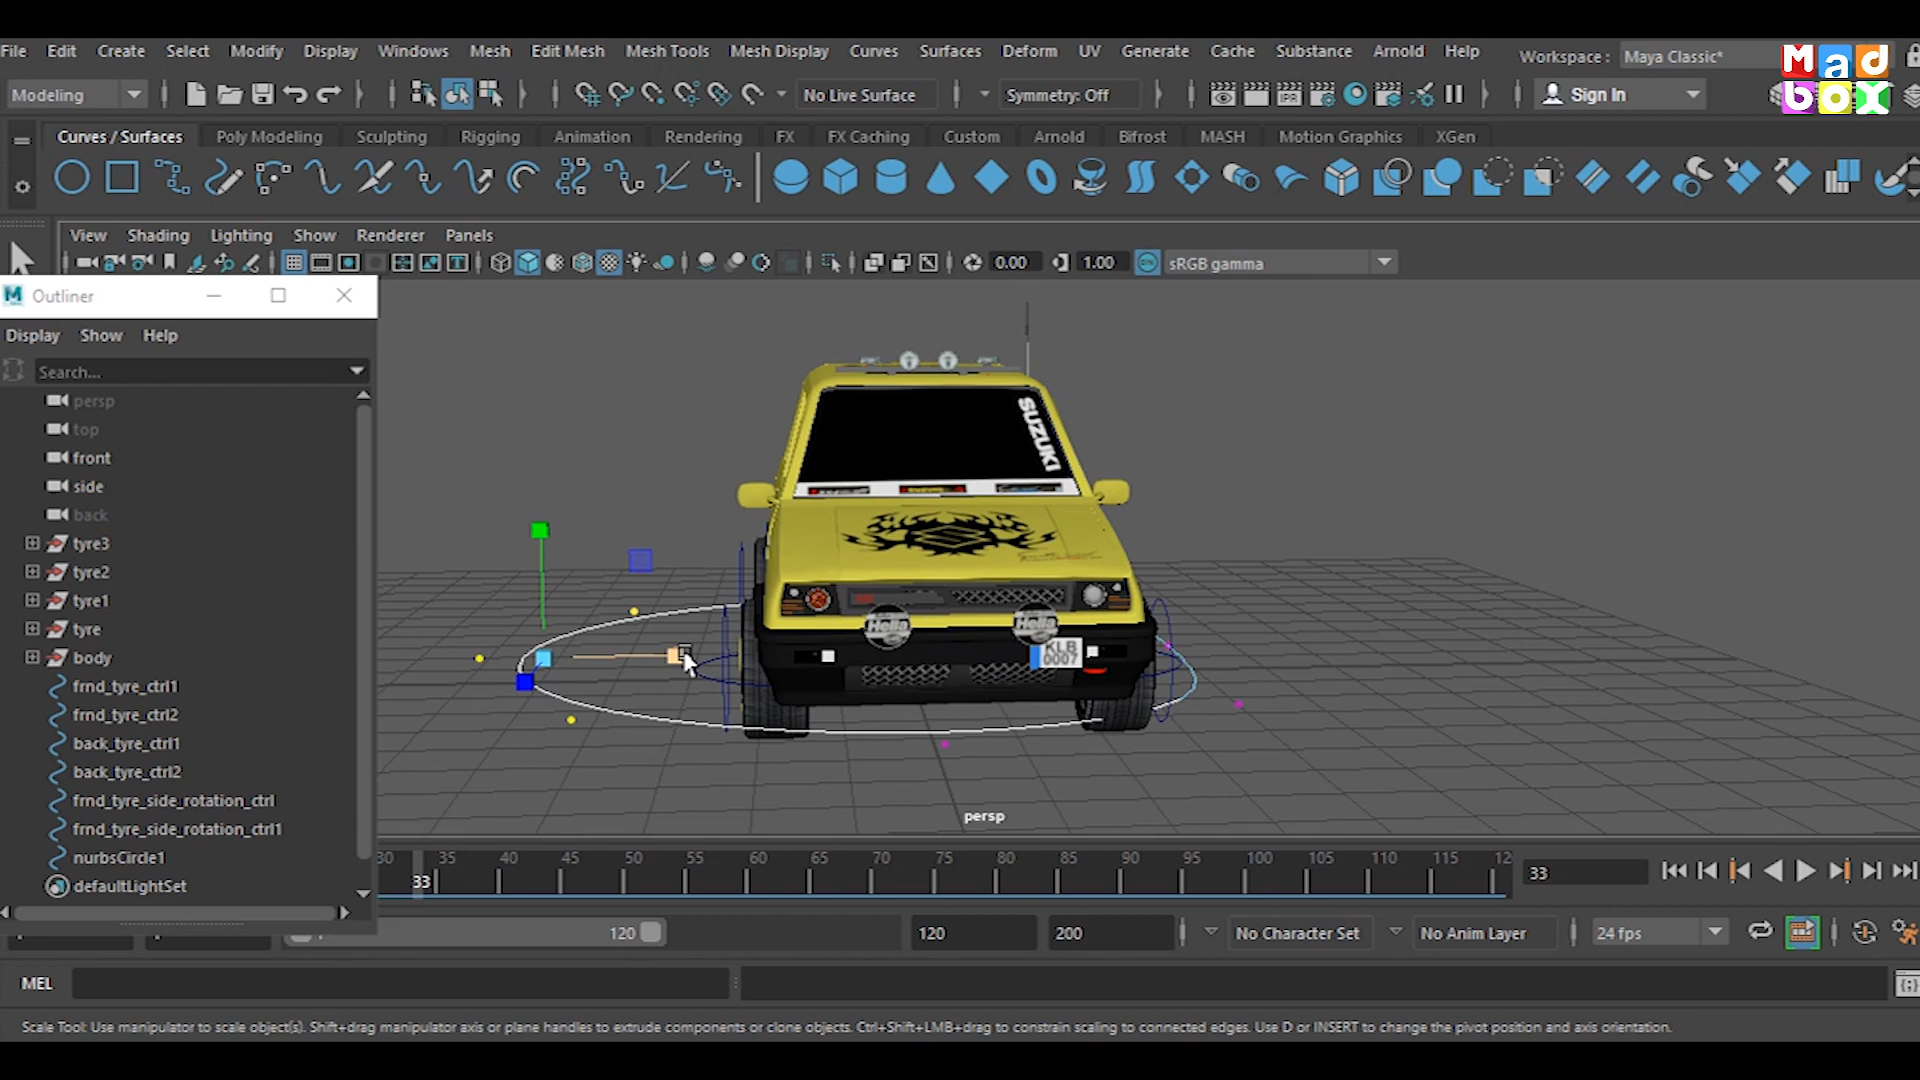 File Edit Create Select Modify Display Windows Mesh Edit Mesh Mesh Tools Mesh Display Curves Surfaces Deform UV Generate Cache Substance Arnold Help Workspace : Maya Classic*
Mad
box
Modeling No Live Surface Symmetry: Off Sign In
Curves / Surfaces Poly Modeling Sculpting Rigging Animation Rendering FX FX Caching Custom Arnold Bifrost MASH Motion Graphics XGen
View Shading Lighting Show Renderer Panels
0.00 1.00 ON sRGB gamma
Outliner
Display Show Help
Search...
persp
top
front
side
back
tyre3
tyre2
tyre1
tyre
body
frnd_tyre_ctrl1
frnd_tyre_ctrl2
back_tyre_ctrl1
back_tyre_ctrl2
frnd_tyre_side_rotation_ctrl
frnd_tyre_side_rotation_ctrl1
nurbsCircle1
defaultLightSet
SUZUKI
Hella Hella
KLB
0007
persp
30 35 40 45 50 55 60 65 70 75 80 85 90 95 100 105 110 115 12
33 33
120 120 200 No Character Set No Anim Layer 24 fps
MEL
Scale Tool: Use manipulator to scale object(s). Shift+drag manipulator axis or plane handles to extrude components or clone objects. Ctrl+Shift+LMB+drag to constrain scaling to connected edges. Use D or INSERT to change the pivot position and axis orientation.